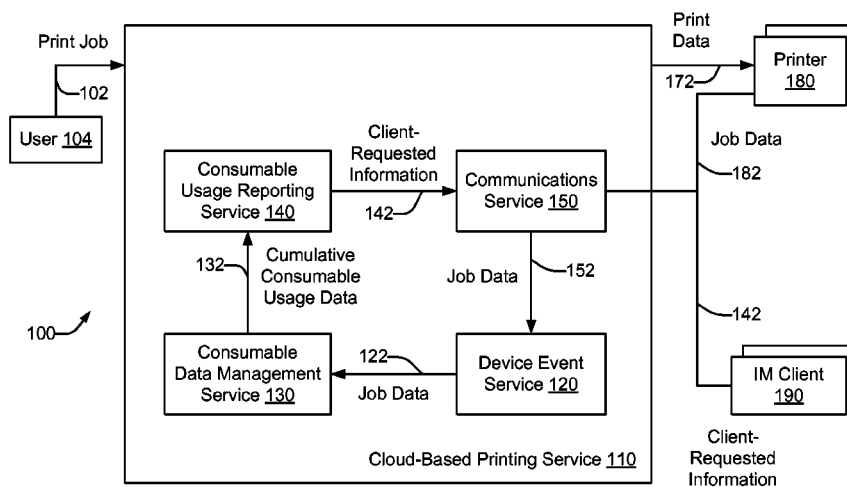 Print Job
102
User 104
Print
Data
172
Printer
180
Job Data
182
Consumable
Usage Reporting
Service 140
Client-
Requested
Information
142
Communications
Service 150
132
Cumulative
Consumable
Usage Data
152
Job Data
100
Consumable
Data Management
Service 130
122
Job Data
Device Event
Service 120
142
IM Client
190
Client-
Requested
Information
Cloud-Based Printing Service 110